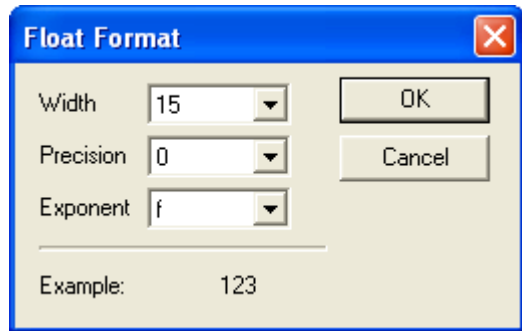 Float Format
Width 15 OK
Precision 0 Cancel
Exponent f
Example: 123